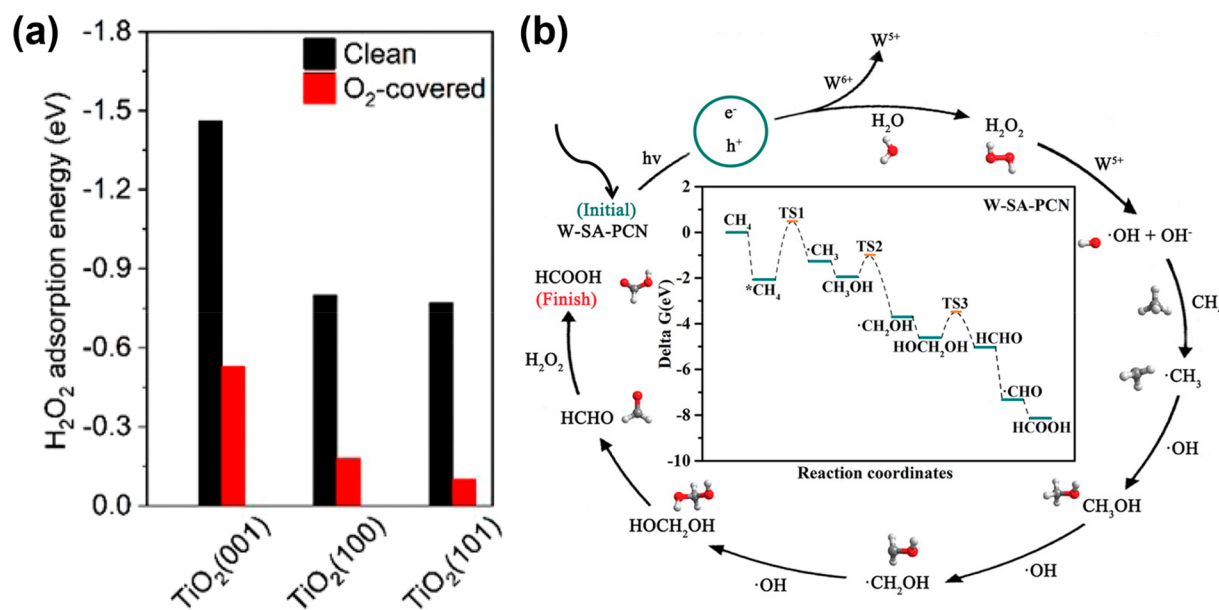 (a)
-1.8
-1.5
-1.2
-0.9
-0.6
-0.3
0.0
H₂O₂ adsorption energy (eV)
Clean
O₂-covered
TiO₂(001)
TiO₂(100)
TiO₂(101)
(b)
W⁵⁺
W⁶⁺
e⁻
h⁺
H₂O
H₂O₂
hν
W⁵⁺
(Initial)
W-SA-PCN
·OH + OH⁻
HCOOH
(Finish)
CH₄
H₂O₂
·CH₃
HCHO
·OH
HOCH₂OH
CH₃OH
·OH
·CH₂OH
·OH
2
0
-2
-4
-6
-8
-10
Delta G(eV)
Reaction coordinates
W-SA-PCN
CH₄
TS1
*CH₄
·CH₃
CH₃OH
TS2
·CH₂OH
HOCH₂OH
TS3
HCHO
·CHO
HCOOH